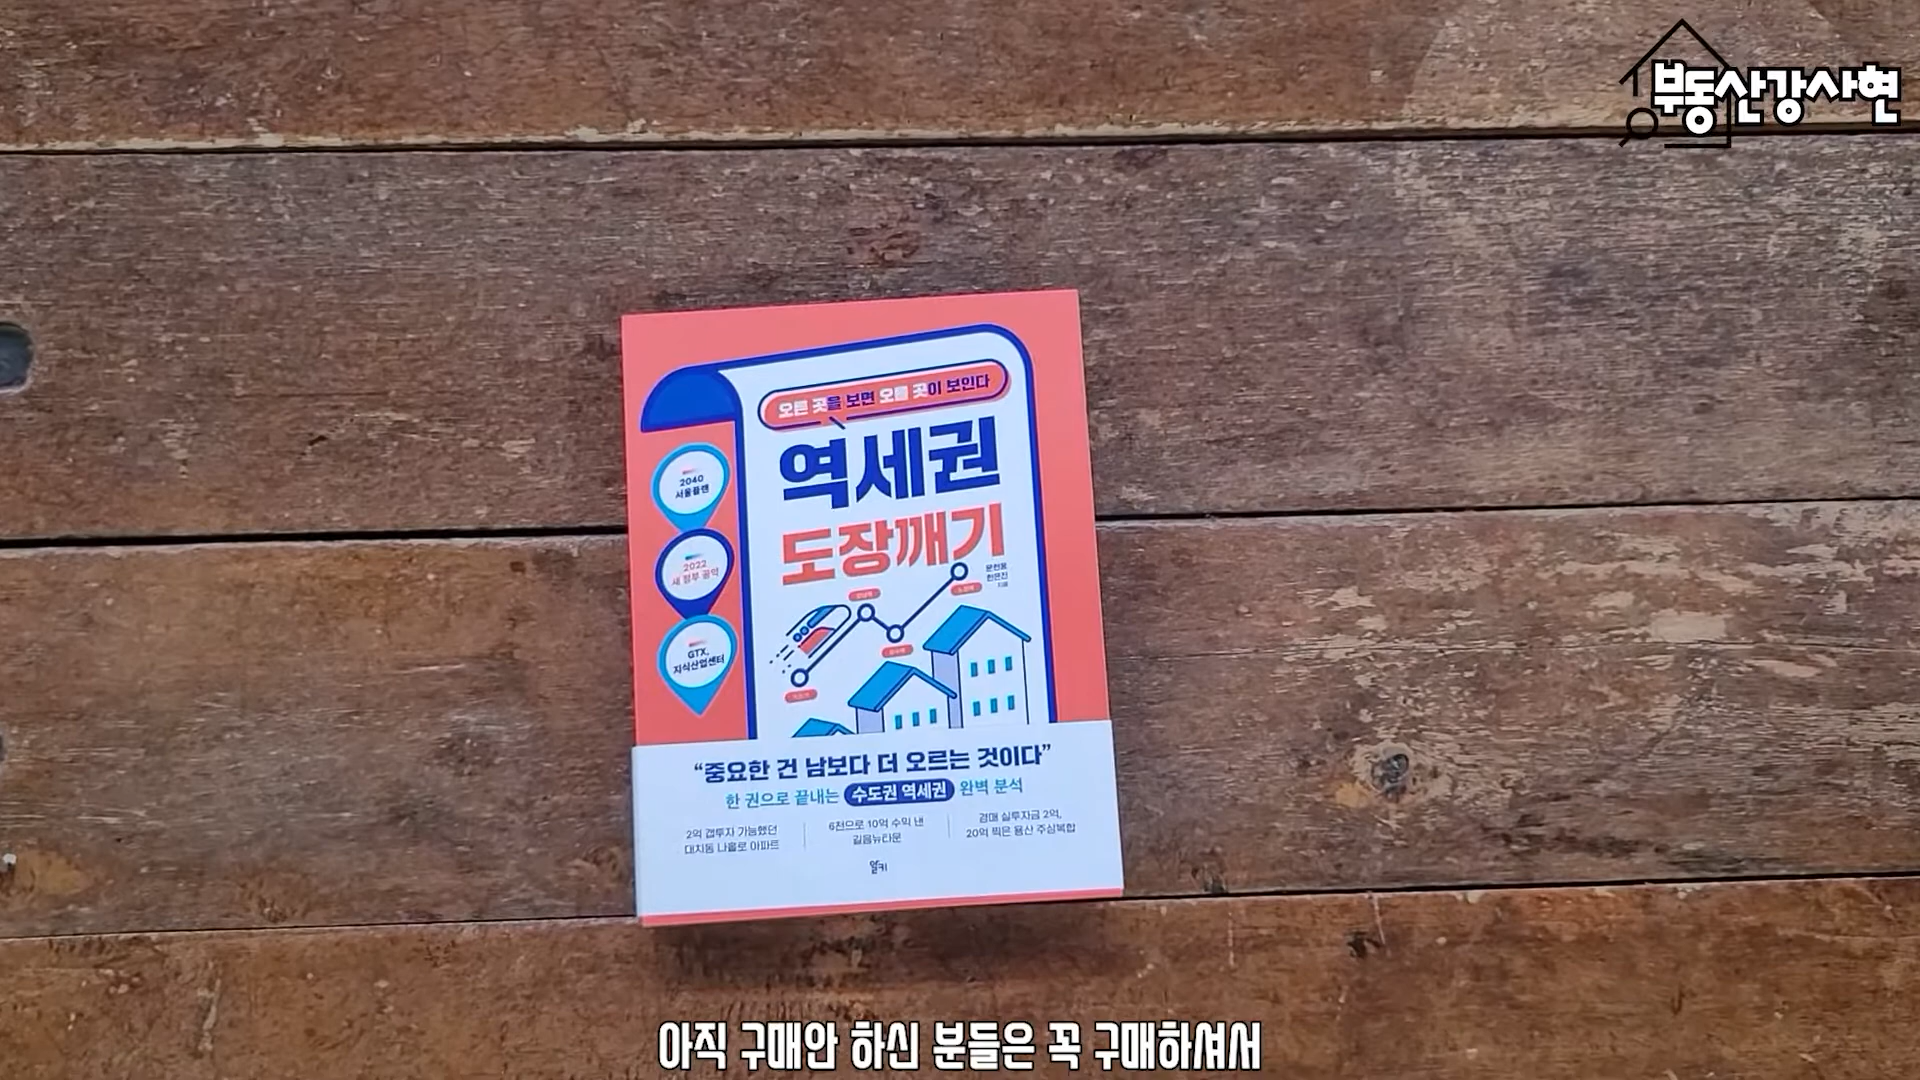 부동산강사현
오른 곳을 보면 오를 곳이 보인다
역세권
도장깨기
2040
서울플랜
2022
새 정부 공약
GTX,
지식산업센터
“중요한 건 남보다 더 오르는 것이다”
한 권으로 끝내는 수도권 역세권 완벽 분석
2억 갭투자 가능했던
대치동 나홀로 아파트
6천으로 10억 수익 낸
길음뉴타운
경매 실투자금 2억,
20억 찍은 용산 주상복합
알키
아직 구매안 하신 분들은 꼭 구매하셔서